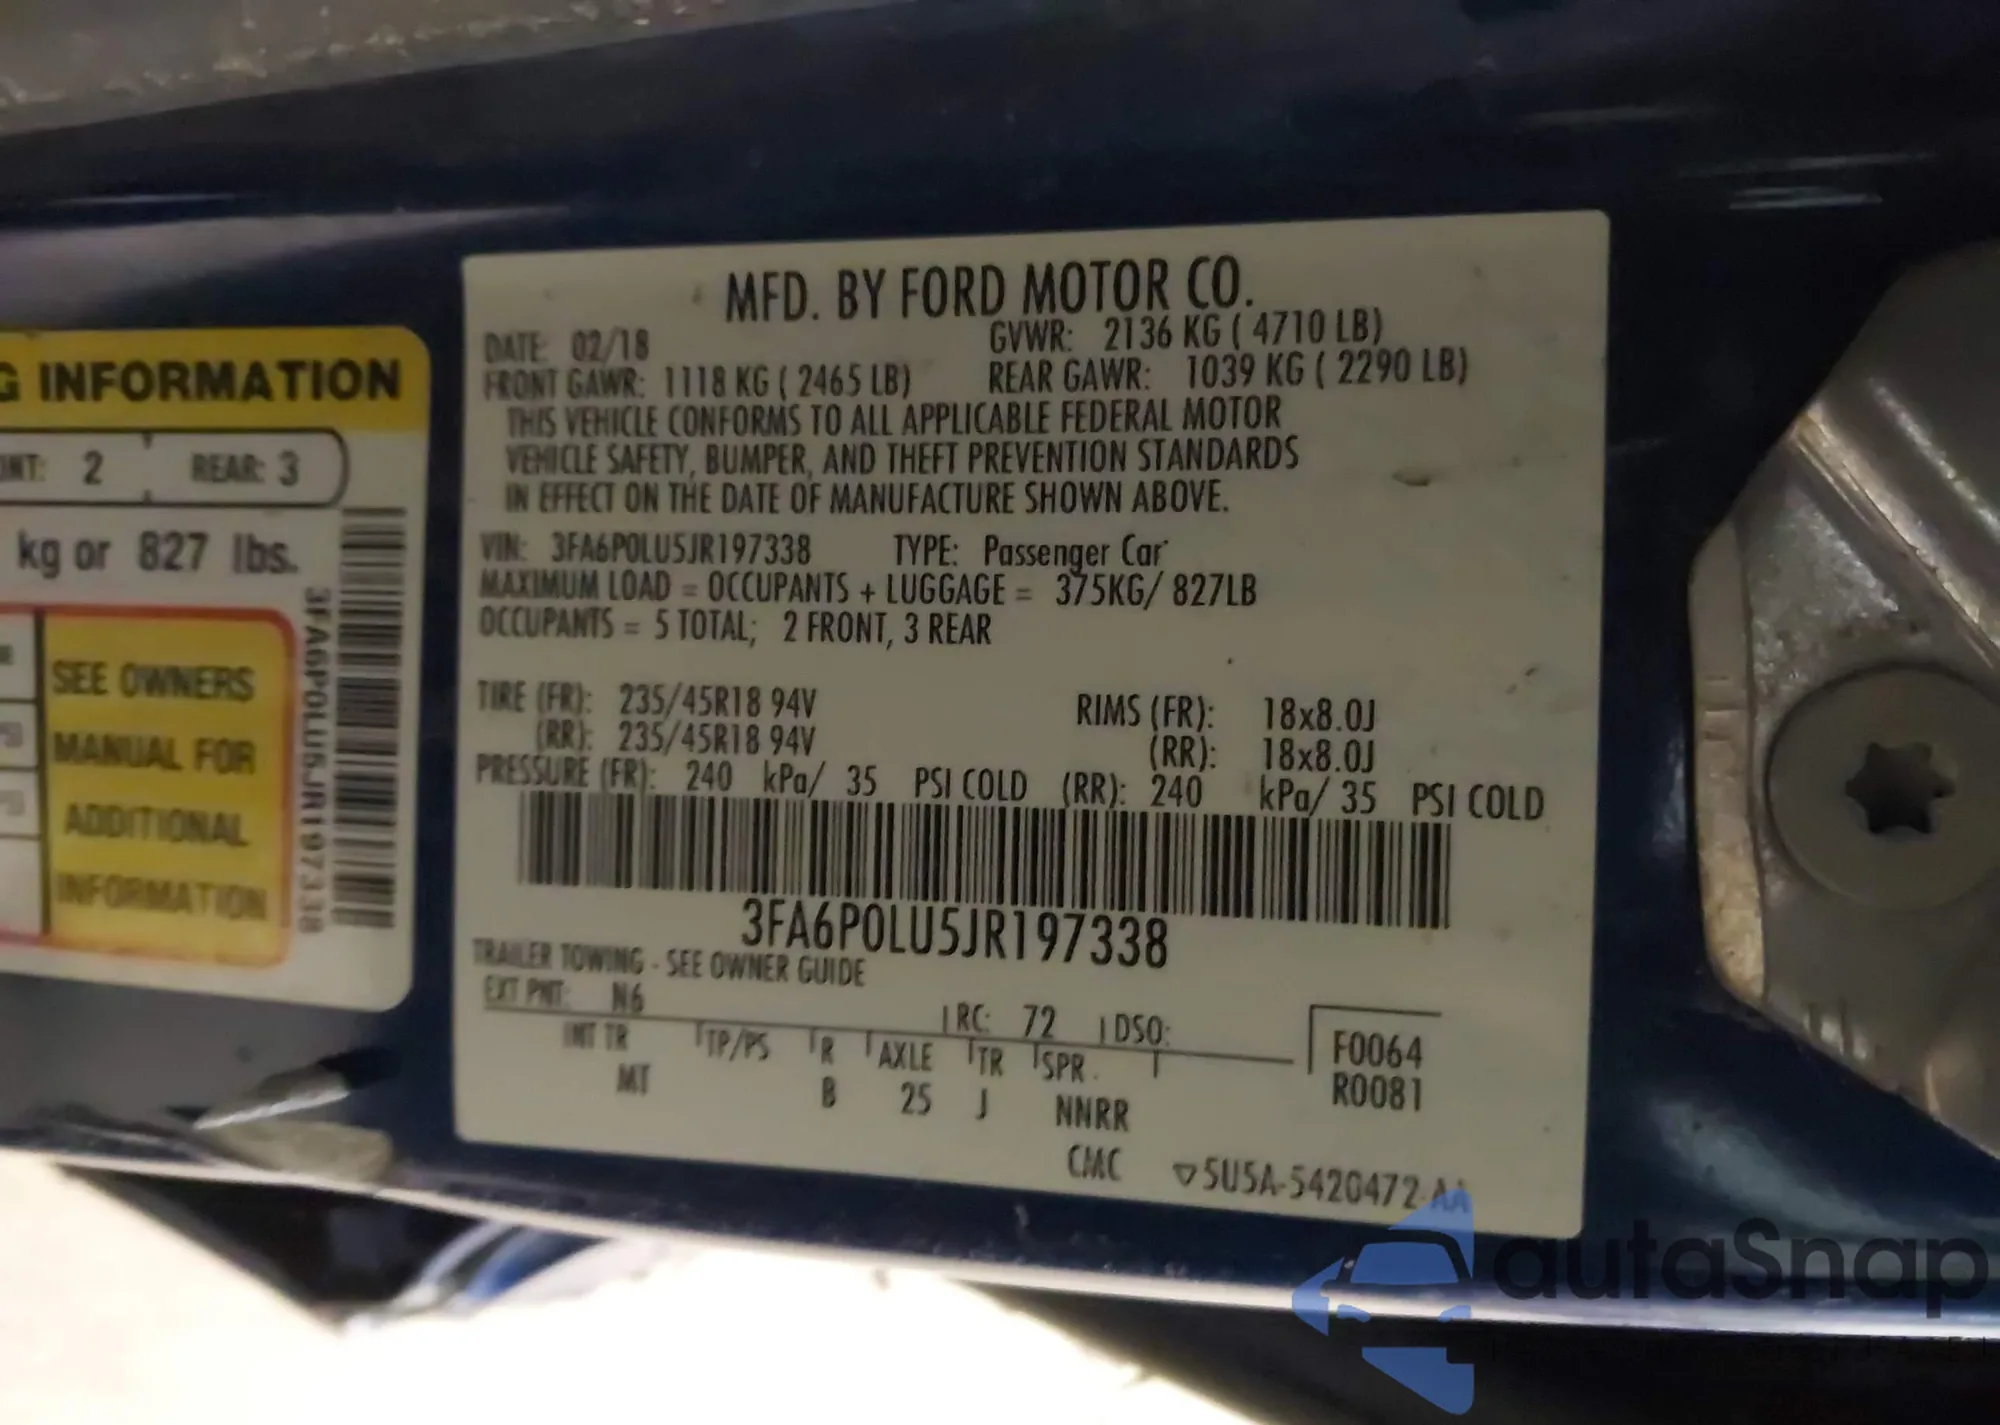 G INFORMATION
NT: 2 REAR: 3
kg or 827 lbs.
SEE OWNERS
MANUAL FOR
ADDITIONAL
INFORMATION
3FA6P0LU5JR197338
MFD. BY FORD MOTOR CO.
DATE: 02/18 GVWR: 2136 KG ( 4710 LB)
FRONT GAWR: 1118 KG ( 2465 LB) REAR GAWR: 1039 KG ( 2290 LB)
THIS VEHICLE CONFORMS TO ALL APPLICABLE FEDERAL MOTOR
VEHICLE SAFETY, BUMPER, AND THEFT PREVENTION STANDARDS
IN EFFECT ON THE DATE OF MANUFACTURE SHOWN ABOVE.
VIN: 3FA6P0LU5JR197338 TYPE: Passenger Car
MAXIMUM LOAD = OCCUPANTS + LUGGAGE = 375KG/ 827LB
OCCUPANTS = 5 TOTAL; 2 FRONT, 3 REAR
TIRE (FR): 235/45R18 94V RIMS (FR): 18x8.0J
(RR): 235/45R18 94V (RR): 18x8.0J
PRESSURE (FR): 240 kPa/ 35 PSI COLD (RR): 240 kPa/ 35 PSI COLD
3FA6P0LU5JR197338
TRAILER TOWING - SEE OWNER GUIDE
EXT PNT: N6 RC: 72 DSO:
INT TR TP/PS R AXLE TR SPR
MT B 25 J NNRR
F0064
R0081
CMC ▽5U5A-5420472-AA
autaSnap